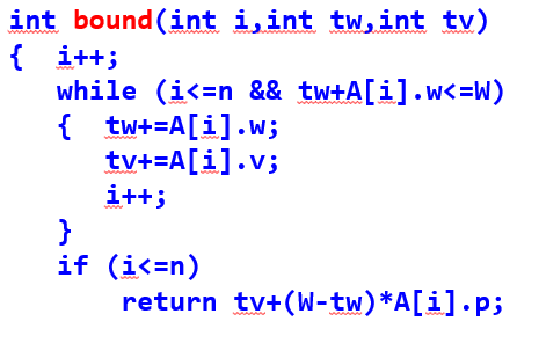 int bound(int i,int tw,int tv)
{  i++;
   while (i<=n && tw+A[i].w<=W)
   {  tw+=A[i].w;
      tv+=A[i].v;
      i++;
   }
   if (i<=n)
       return tv+(W-tw)*A[i].p;